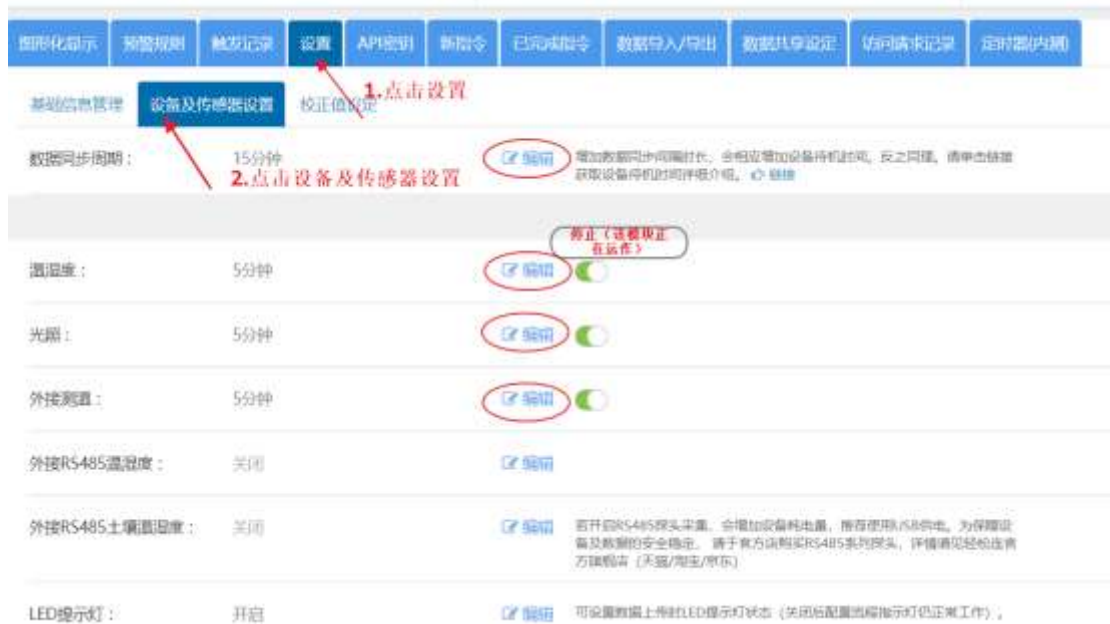 图形化显示 预警规则 触发记录 设置 API密钥 新指令 已完成指令 数据导入/导出 数据共享设定 访问请求记录 定时器(内测)
1.点击设置
基础信息管理 设备及传感器设置 校正值设定
数据同步周期： 15分钟 编辑 增加数据同步间隔时长，会相应增加设备待机时间，反之同理。请单击链接
获取设备待机时间详细介绍。 链接
2.点击设备及传感器设置
停止（该模块正
在运作）
温湿度： 5分钟 编辑
光照： 5分钟 编辑
外接测温： 5分钟 编辑
外接RS485温湿度： 关闭 编辑
外接RS485土壤温湿度： 关闭 编辑 若开启RS485探头采集，会增加设备耗电量，推荐使用USB供电。为保障设
备及数据的安全稳定， 请于官方店购买RS485系列探头，详情请见轻松连官
方旗舰店（天猫/淘宝/京东）
LED提示灯： 开启 编辑 可设置数据上传时LED提示灯状态（关闭后配置流程指示灯仍正常工作）。